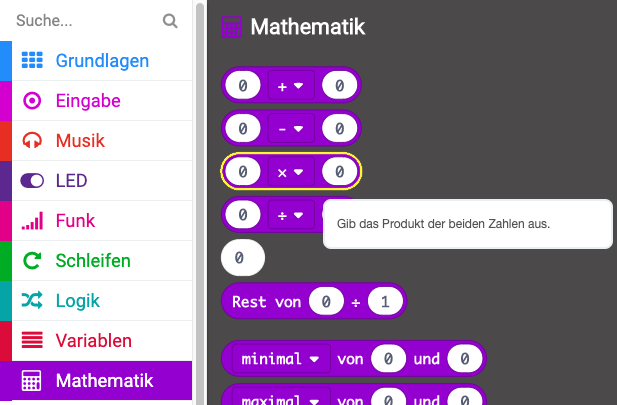 Suche...
Grundlagen
Eingabe
Musik
LED
Funk
Schleifen
Logik
Variablen
Mathematik
Mathematik
0 + 0
0 - 0
0 × 0
0 ÷
Gib das Produkt der beiden Zahlen aus.
0
Rest von 0 ÷ 1
minimal von 0 und 0
maximal von 0 und 0